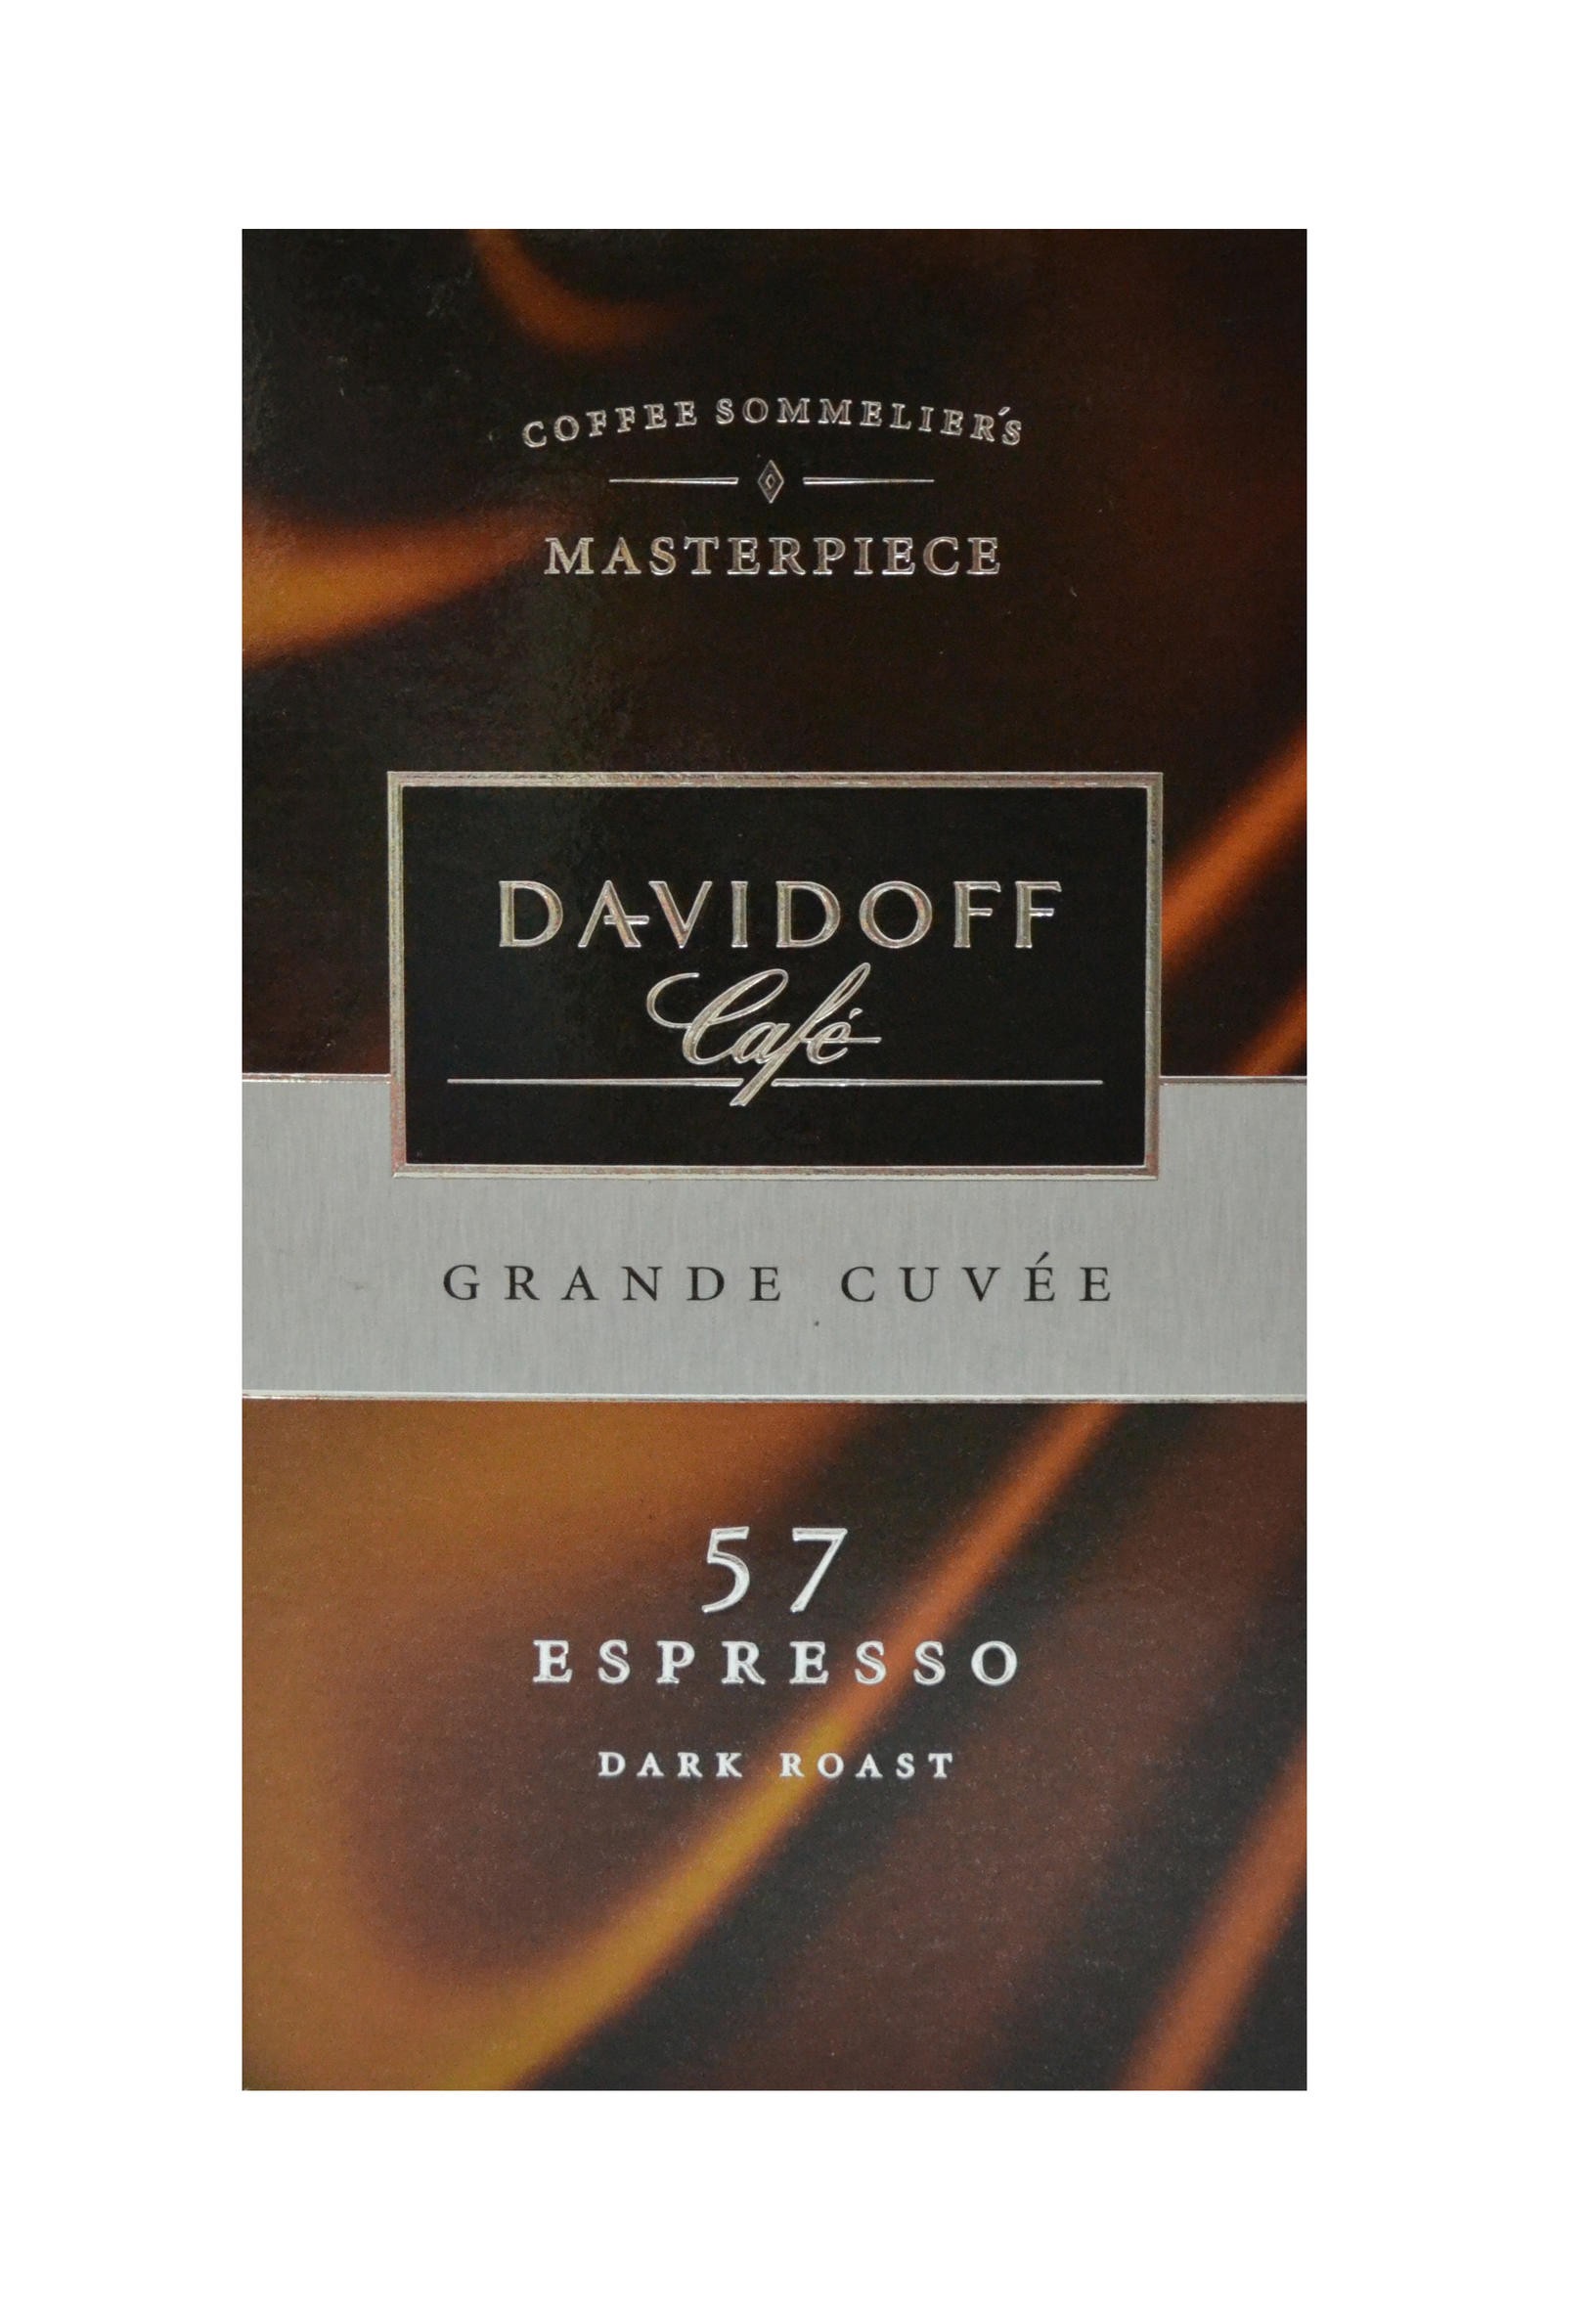 COFFEE SOMMELIER´S
MASTERPIECE
DAVIDOFF
Café
GRANDE CUVÉE
57
ESPRESSO
DARK ROAST